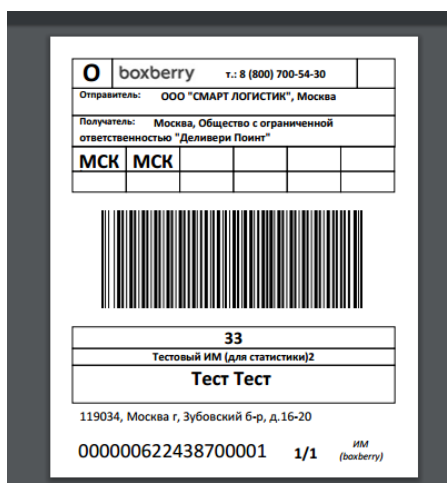 О boxberry т.: 8 (800) 700-54-30
Отправитель: ООО "СМАРТ ЛОГИСТИК", Москва
Получатель: Москва, Общество с ограниченной
ответственностью "Деливери Поинт"
МСК МСК
33
Тестовый ИМ (для статистики)2
Тест Тест
119034, Москва г, Зубовский б-р, д.16-20
000000622438700001 1/1 ИМ
(boxberry)